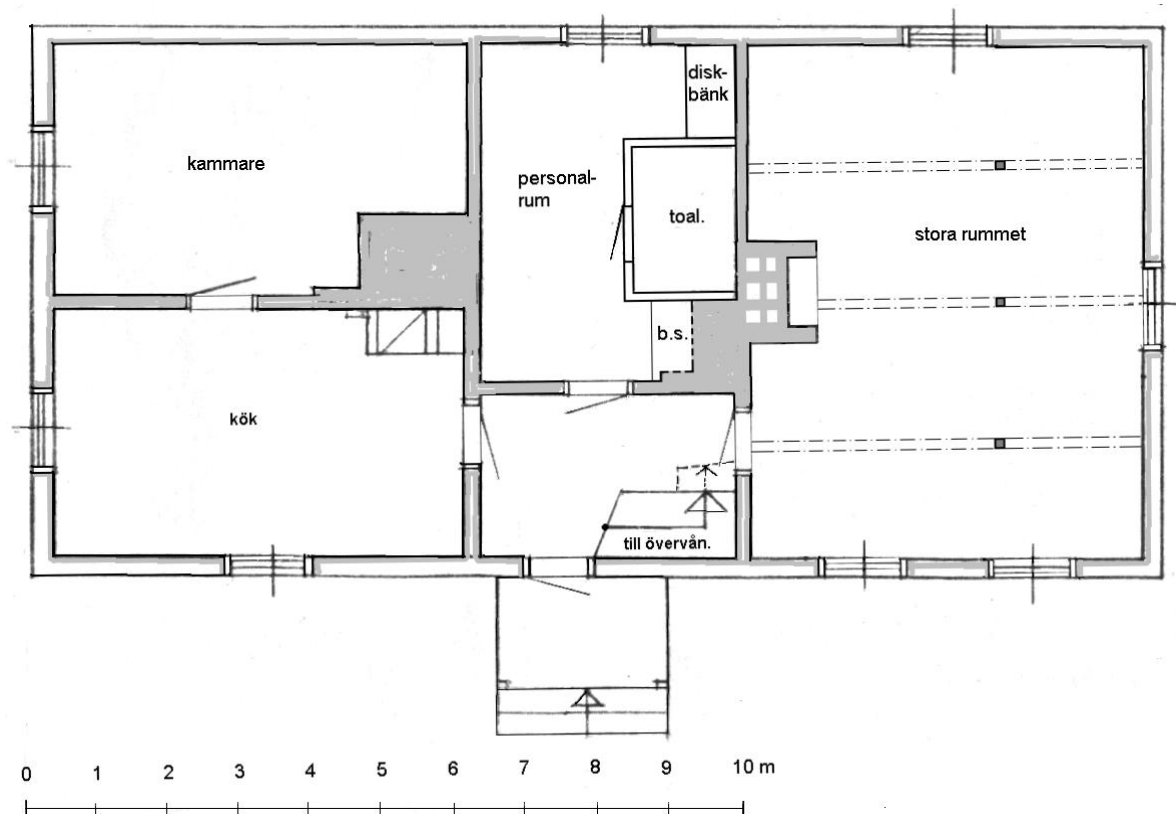 disk-
bänk
kammare
personal-
rum
toal.
stora rummet
b.s.
kök
till övervån.
0 1 2 3 4 5 6 7 8 9 10 m